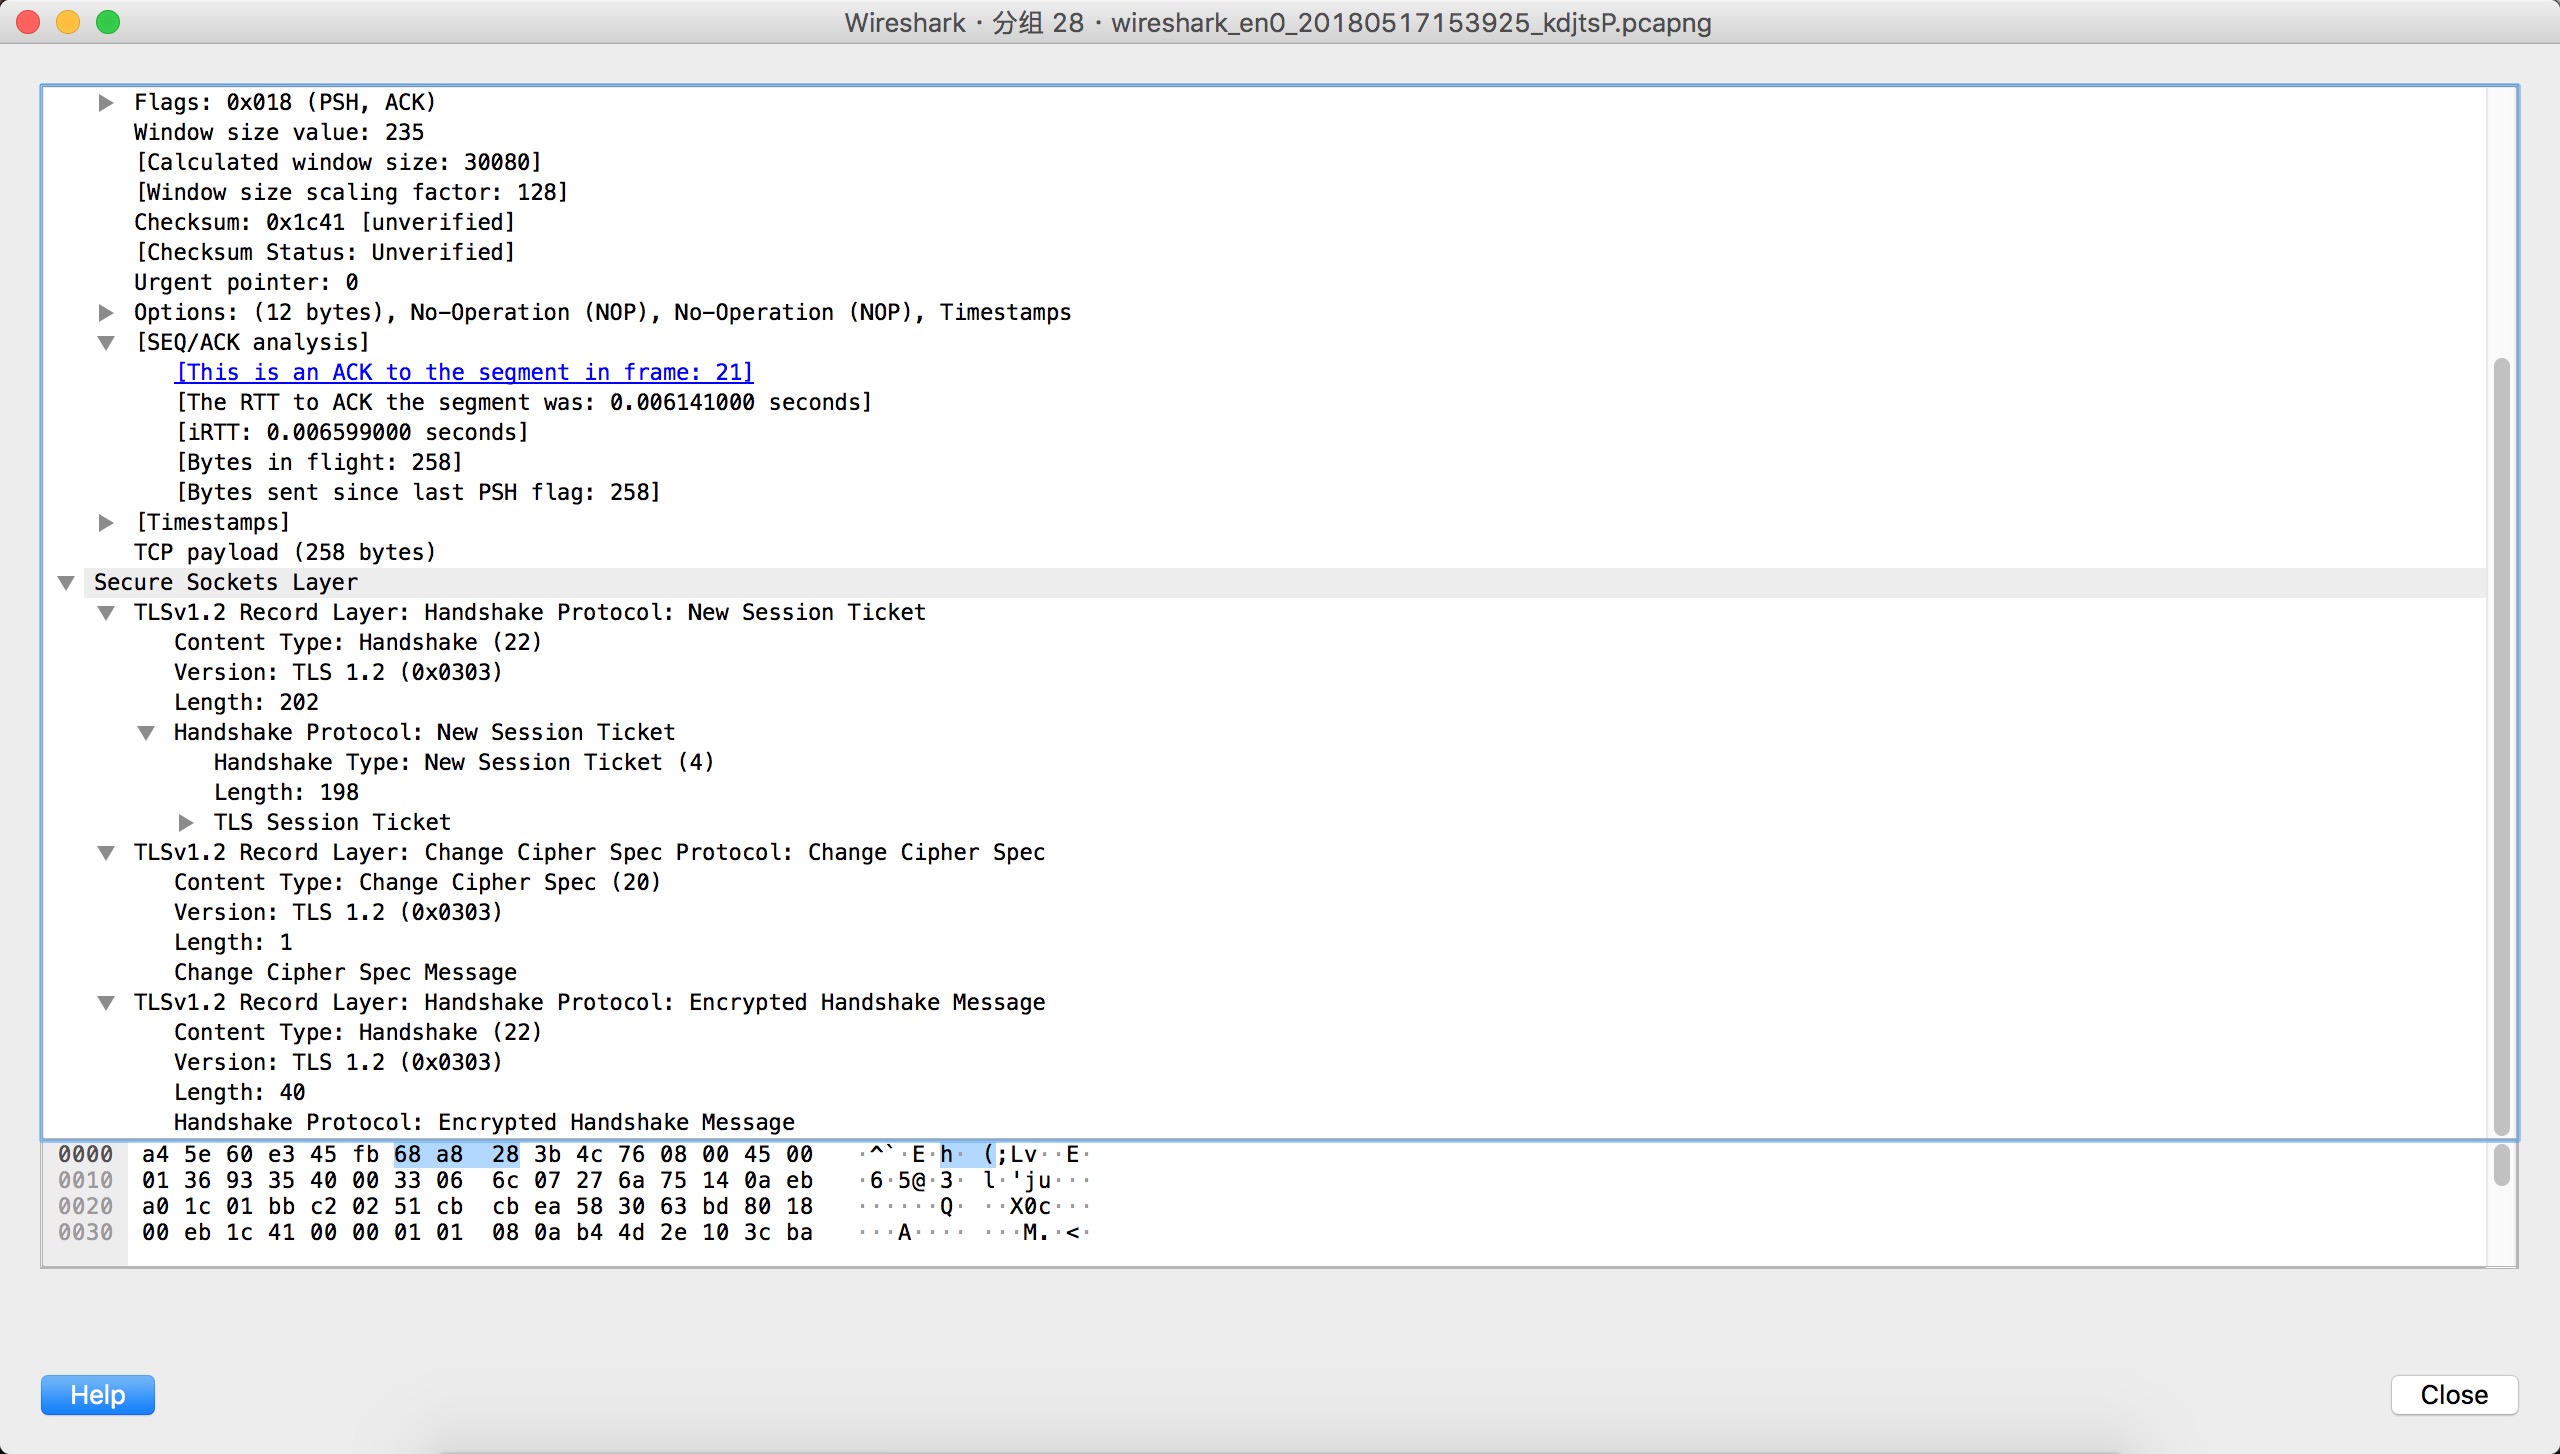 Wireshark · 分组 28 · wireshark_en0_20180517153925_kdjtsP.pcapng
Flags: 0x018 (PSH, ACK)
Window size value: 235
[Calculated window size: 30080]
[Window size scaling factor: 128]
Checksum: 0x1c41 [unverified]
[Checksum Status: Unverified]
Urgent pointer: 0
Options: (12 bytes), No-Operation (NOP), No-Operation (NOP), Timestamps
[SEQ/ACK analysis]
[This is an ACK to the segment in frame: 21]
[The RTT to ACK the segment was: 0.006141000 seconds]
[iRTT: 0.006599000 seconds]
[Bytes in flight: 258]
[Bytes sent since last PSH flag: 258]
[Timestamps]
TCP payload (258 bytes)
Secure Sockets Layer
TLSv1.2 Record Layer: Handshake Protocol: New Session Ticket
Content Type: Handshake (22)
Version: TLS 1.2 (0x0303)
Length: 202
Handshake Protocol: New Session Ticket
Handshake Type: New Session Ticket (4)
Length: 198
TLS Session Ticket
TLSv1.2 Record Layer: Change Cipher Spec Protocol: Change Cipher Spec
Content Type: Change Cipher Spec (20)
Version: TLS 1.2 (0x0303)
Length: 1
Change Cipher Spec Message
TLSv1.2 Record Layer: Handshake Protocol: Encrypted Handshake Message
Content Type: Handshake (22)
Version: TLS 1.2 (0x0303)
Length: 40
Handshake Protocol: Encrypted Handshake Message
0000 a4 5e 60 e3 45 fb 68 a8 28 3b 4c 76 08 00 45 00 ·^`·E·h· (;Lv··E·
0010 01 36 93 35 40 00 33 06 6c 07 27 6a 75 14 0a eb ·6·5@·3· l·'ju···
0020 a0 1c 01 bb c2 02 51 cb cb ea 58 30 63 bd 80 18 ······Q· ··X0c···
0030 00 eb 1c 41 00 00 01 01 08 0a b4 4d 2e 10 3c ba ···A···· ···M.·<·
Help
Close